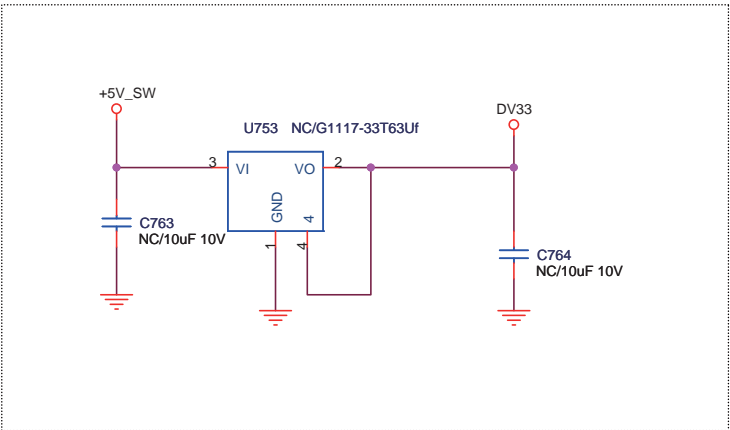 +5V_SW
DV33
U753 NC/G1117-33T63Uf
3
VI
VO
2
GND
4
1
4
C763
NC/10uF 10V
C764
NC/10uF 10V